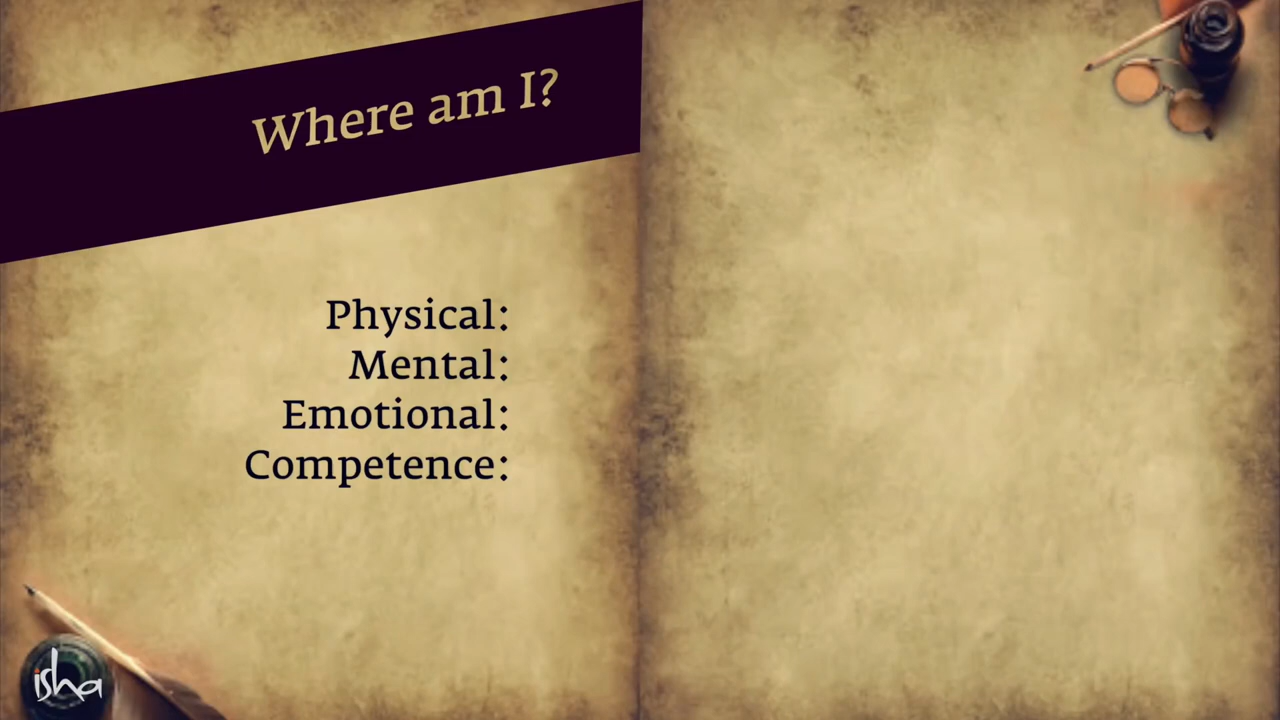 Where am I?
Physical:
Mental:
Emotional:
Competence:
isha